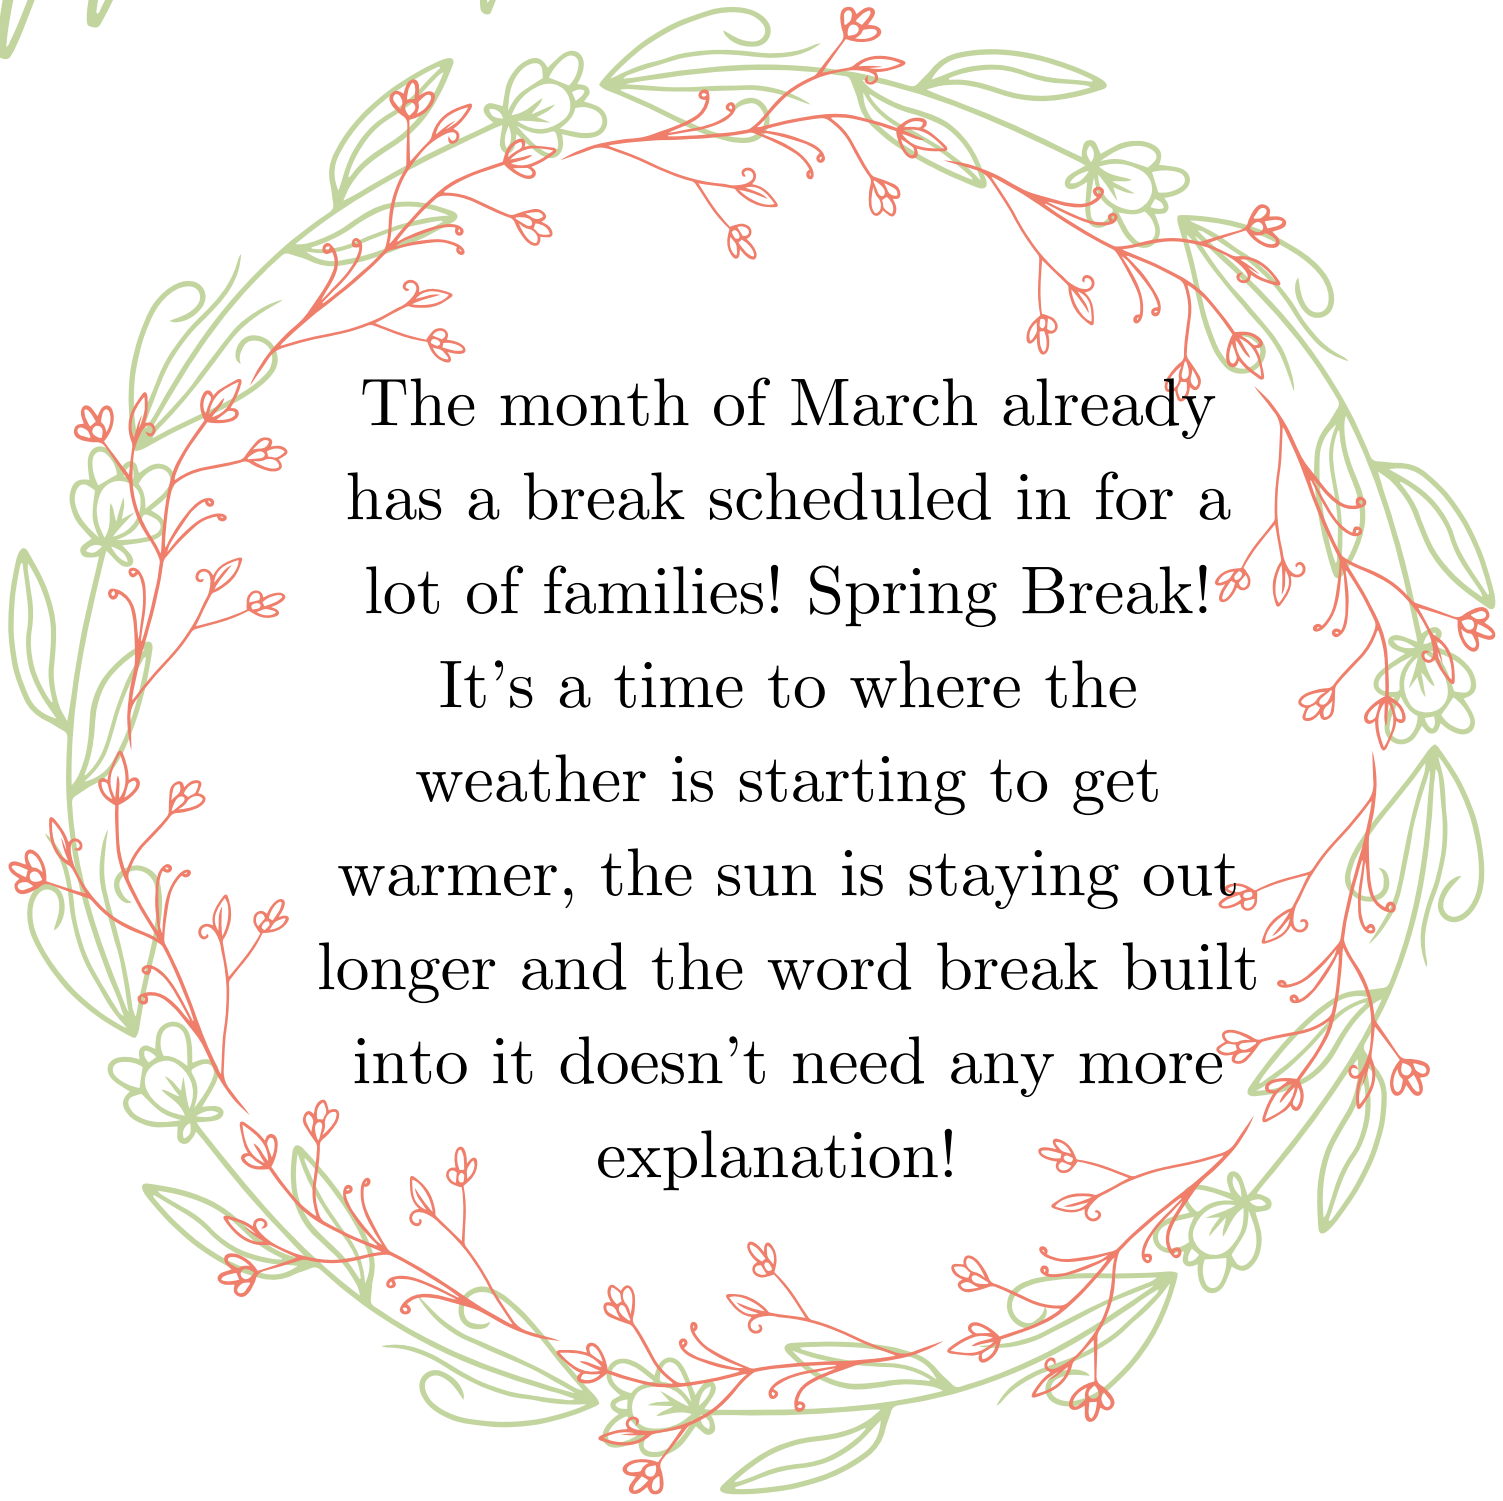 The month of March already
has a break scheduled in for a
lot of families! Spring Break!
It's a time to where the
weather is starting to get
warmer, the sun is staying out
longer and the word break built
into it doesn't need any more
explanation!